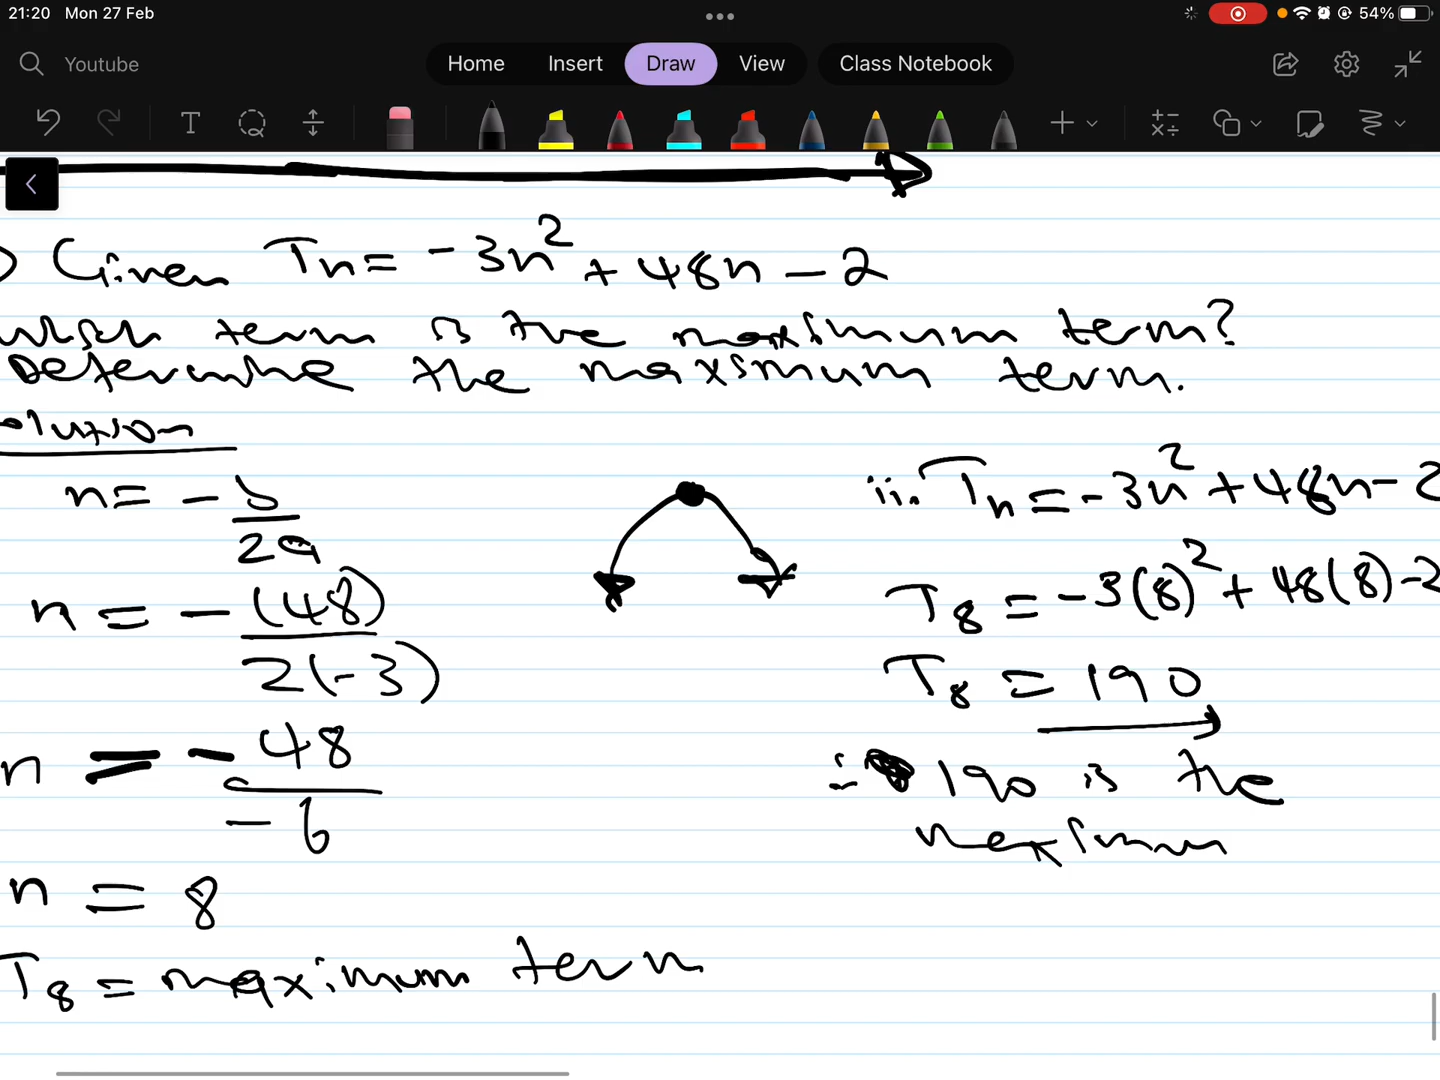 21:20 Mon 27 Feb
54%
Youtube
Home Insert Draw View Class Notebook
T
) Given Tn = -3n² + 48n - 2
which term is the maximum term?
Determine the maximum term.
olution
n = - b/2a
n = - (48)/2(-3)
n = - 48/-6
n = 8
T8 = maximum term
ii. Tn = -3n² + 48n - 2
T8 = -3(8)² + 48(8) - 2
T8 = 190
190 is the
maximum